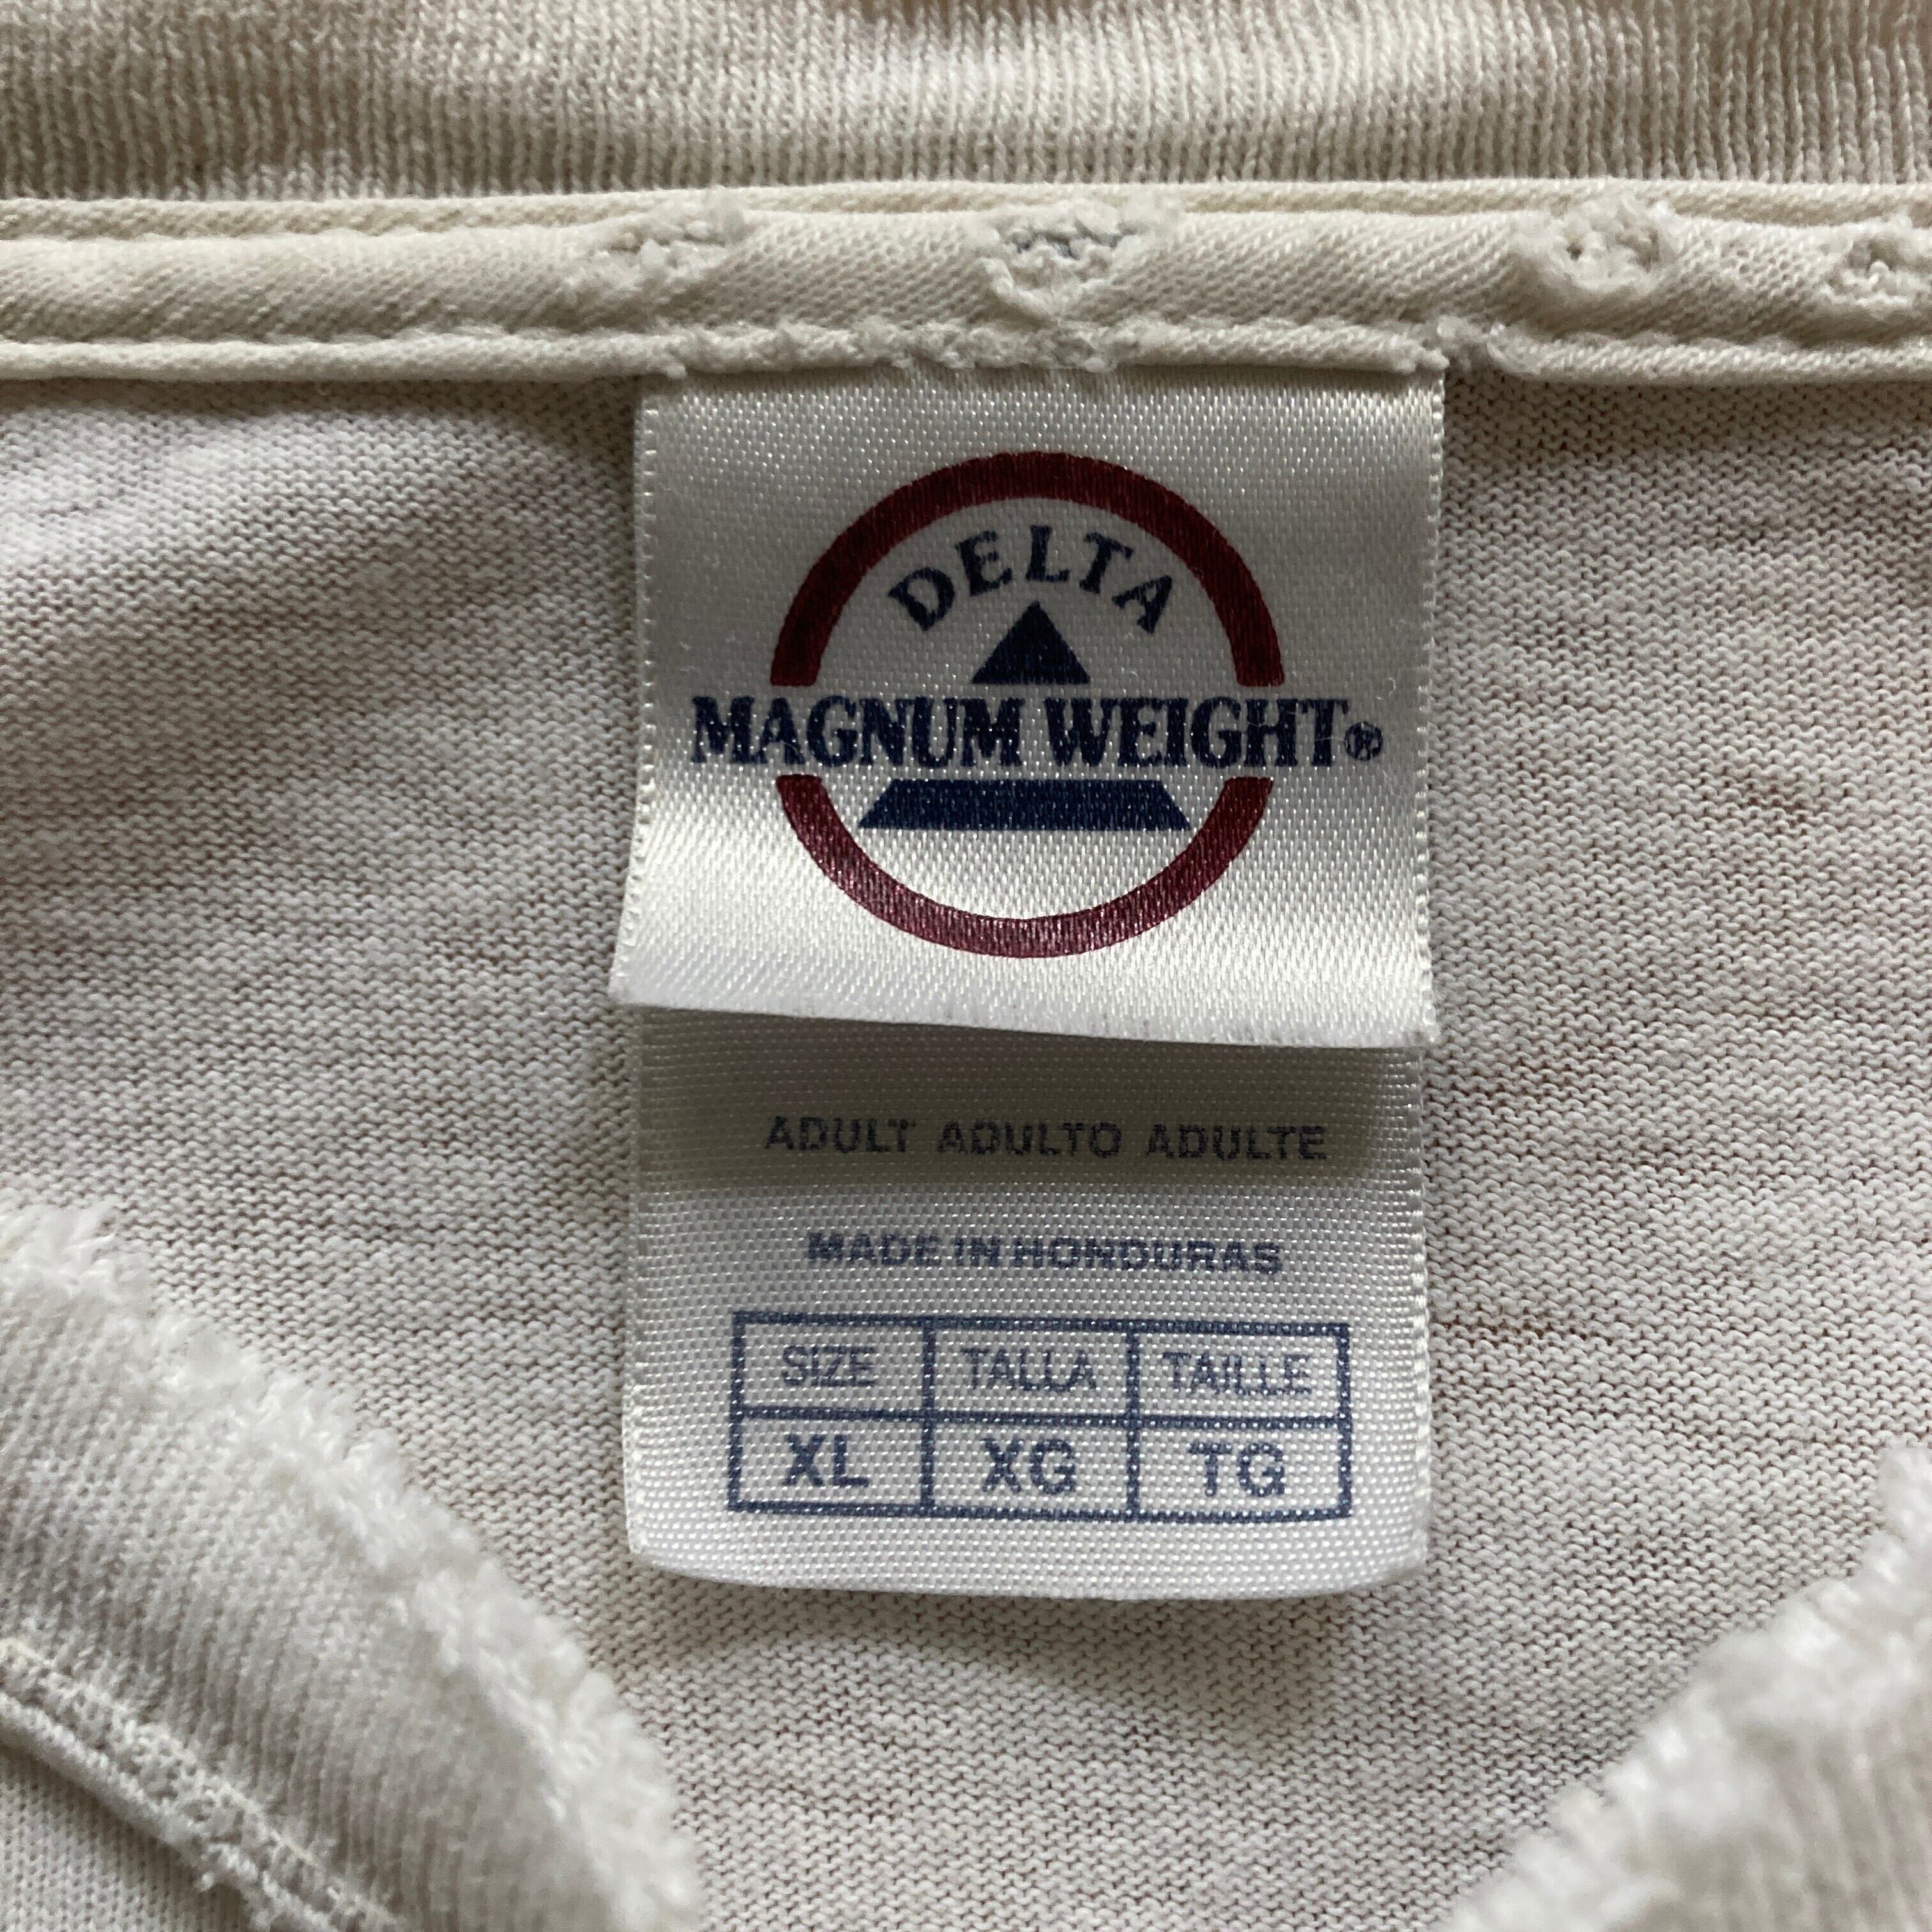 DELTA
MAGNUM WEIGHT®
ADULT ADULTO ADULTE
MADE IN HONDURAS
SIZE TALLA TAILLE
XL XG TG